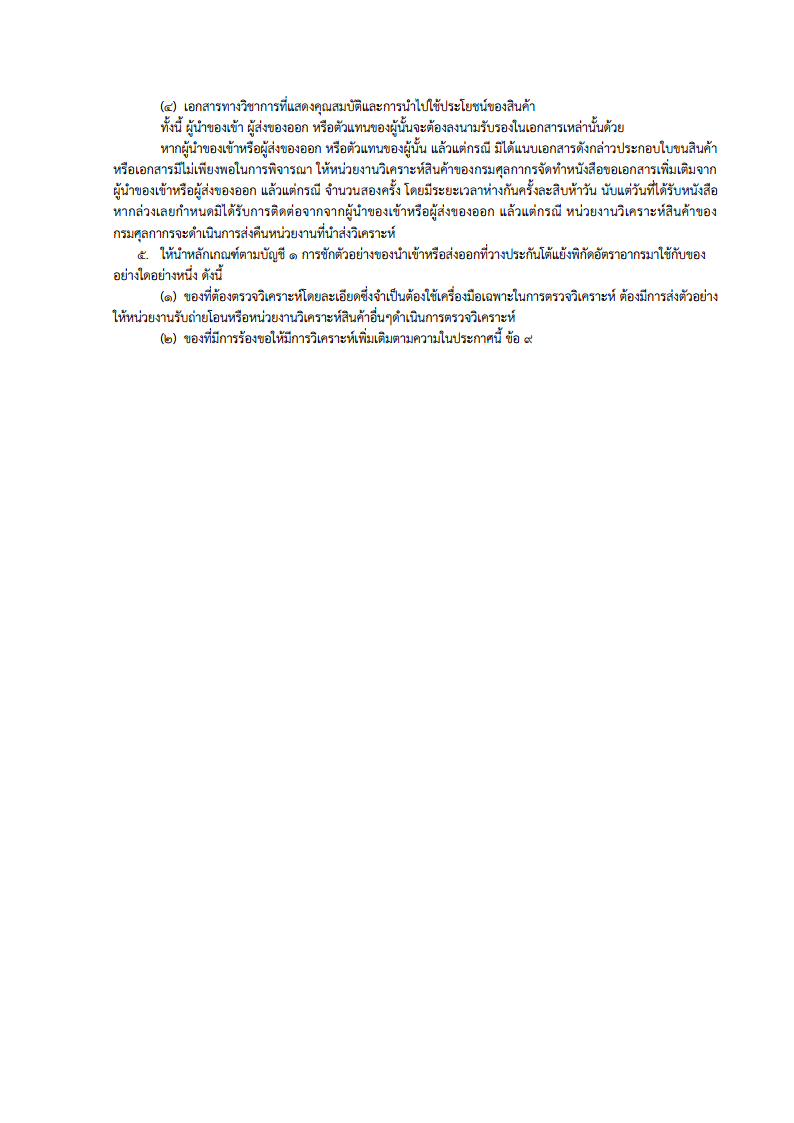 (๔) เอกสารทางวิชาการที่แสดงคุณสมบัติและการนำไปใช้ประโยชน์ของสินค้า
ทั้งนี้ ผู้นำของเข้า ผู้ส่งของออก หรือตัวแทนของผู้นั้นจะต้องลงนามรับรองในเอกสารเหล่านั้นด้วย
หากผู้นำของเข้าหรือผู้ส่งของออก หรือตัวแทนของผู้นั้น แล้วแต่กรณี มิได้แนบเอกสารดังกล่าวประกอบใบขนสินค้า
หรือเอกสารมีไม่เพียงพอในการพิจารณา ให้หน่วยงานวิเคราะห์สินค้าของกรมศุลกากรจัดทำหนังสือขอเอกสารเพิ่มเติมจาก
ผู้นำของเข้าหรือผู้ส่งของออก แล้วแต่กรณี จำนวนสองครั้ง โดยมีระยะเวลาห่างกันครั้งละสิบห้าวัน นับแต่วันที่ได้รับหนังสือ
หากล่วงเลยกำหนดมิได้รับการติดต่อจากจากผู้นำของเข้าหรือผู้ส่งของออก แล้วแต่กรณี หน่วยงานวิเคราะห์สินค้าของ
กรมศุลกากรจะดำเนินการส่งคืนหน่วยงานที่นำส่งวิเคราะห์
๕. ให้นำหลักเกณฑ์ตามบัญชี ๑ การชักตัวอย่างของนำเข้าหรือส่งออกที่วางประกันโต้แย้งพิกัดอัตราอากรมาใช้กับของ
อย่างใดอย่างหนึ่ง ดังนี้
(๑) ของที่ต้องตรวจวิเคราะห์โดยละเอียดซึ่งจำเป็นต้องใช้เครื่องมือเฉพาะในการตรวจวิเคราะห์ ต้องมีการส่งตัวอย่าง
ให้หน่วยงานรับถ่ายโอนหรือหน่วยงานวิเคราะห์สินค้าอื่นๆดำเนินการตรวจวิเคราะห์
(๒) ของที่มีการร้องขอให้มีการวิเคราะห์เพิ่มเติมตามความในประกาศนี้ ข้อ ๙